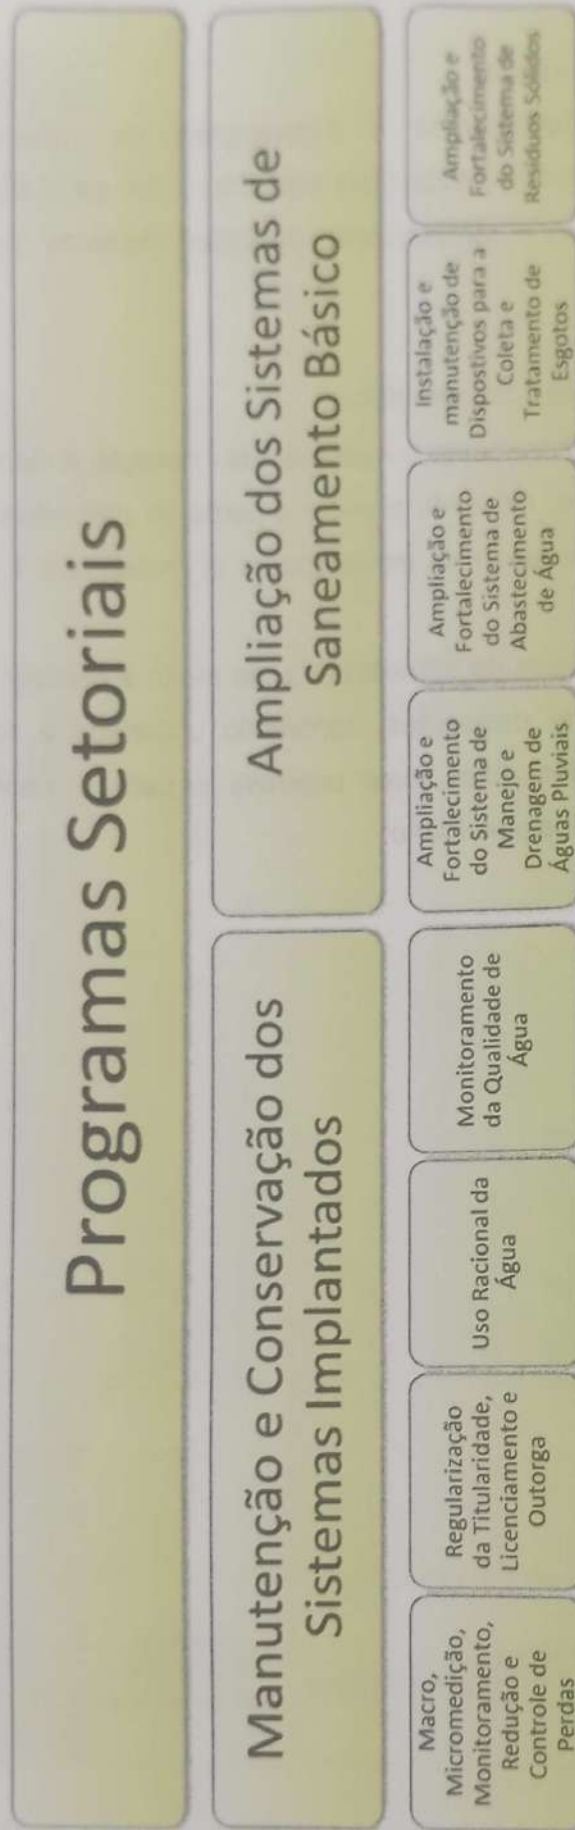 Programas Setoriais
Manutenção e Conservação dos
Sistemas Implantados
Ampliação dos Sistemas de
Saneamento Básico
Macro,
Micromedição,
Monitoramento,
Redução e
Controle de
Perdas
Regularização
da Titularidade,
Licenciamento e
Outorga
Uso Racional da
Água
Monitoramento
da Qualidade de
Água
Ampliação e
Fortalecimento
do Sistema de
Manejo e
Drenagem de
Águas Pluviais
Ampliação e
Fortalecimento
do Sistema de
Abastecimento
de Água
Instalação e
manutenção de
Dispostivos para a
Coleta e
Tratamento de
Esgotos
Ampliação e
Fortalecimento
do Sistema de
Resíduos Sólidos